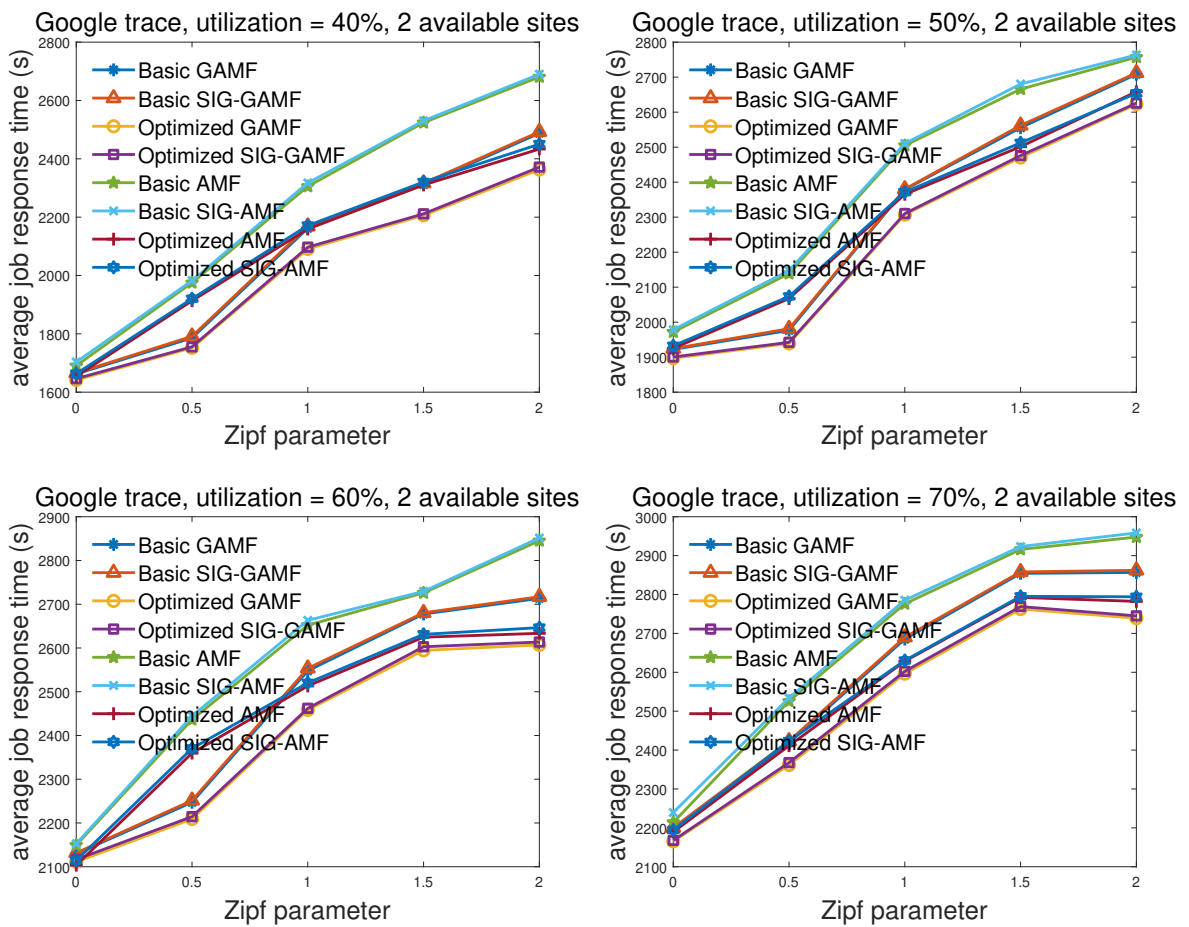 Google trace, utilization = 40%, 2 available sites
average job response time (s)
2800
2600
2400
2200
2000
1800
1600
Basic GAMF
Basic SIG-GAMF
Optimized GAMF
Optimized SIG-GAMF
Basic AMF
Basic SIG-AMF
Optimized AMF
Optimized SIG-AMF
0 0.5 1 1.5 2
Zipf parameter
Google trace, utilization = 50%, 2 available sites
average job response time (s)
2800
2700
2600
2500
2400
2300
2200
2100
2000
1900
1800
Basic GAMF
Basic SIG-GAMF
Optimized GAMF
Optimized SIG-GAMF
Basic AMF
Basic SIG-AMF
Optimized AMF
Optimized SIG-AMF
0 0.5 1 1.5 2
Zipf parameter
Google trace, utilization = 60%, 2 available sites
average job response time (s)
2900
2800
2700
2600
2500
2400
2300
2200
2100
Basic GAMF
Basic SIG-GAMF
Optimized GAMF
Optimized SIG-GAMF
Basic AMF
Basic SIG-AMF
Optimized AMF
Optimized SIG-AMF
0 0.5 1 1.5 2
Zipf parameter
Google trace, utilization = 70%, 2 available sites
average job response time (s)
3000
2900
2800
2700
2600
2500
2400
2300
2200
2100
Basic GAMF
Basic SIG-GAMF
Optimized GAMF
Optimized SIG-GAMF
Basic AMF
Basic SIG-AMF
Optimized AMF
Optimized SIG-AMF
0 0.5 1 1.5 2
Zipf parameter